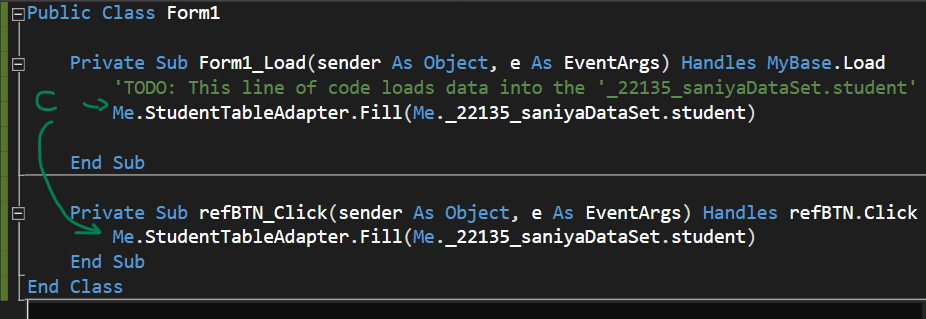 Public Class Form1
Private Sub Form1_Load(sender As Object, e As EventArgs) Handles MyBase.Load
'TODO: This line of code loads data into the '_22135_saniyaDataSet.student'
Me.StudentTableAdapter.Fill(Me._22135_saniyaDataSet.student)
End Sub
Private Sub refBTN_Click(sender As Object, e As EventArgs) Handles refBTN.Click
Me.StudentTableAdapter.Fill(Me._22135_saniyaDataSet.student)
End Sub
End Class